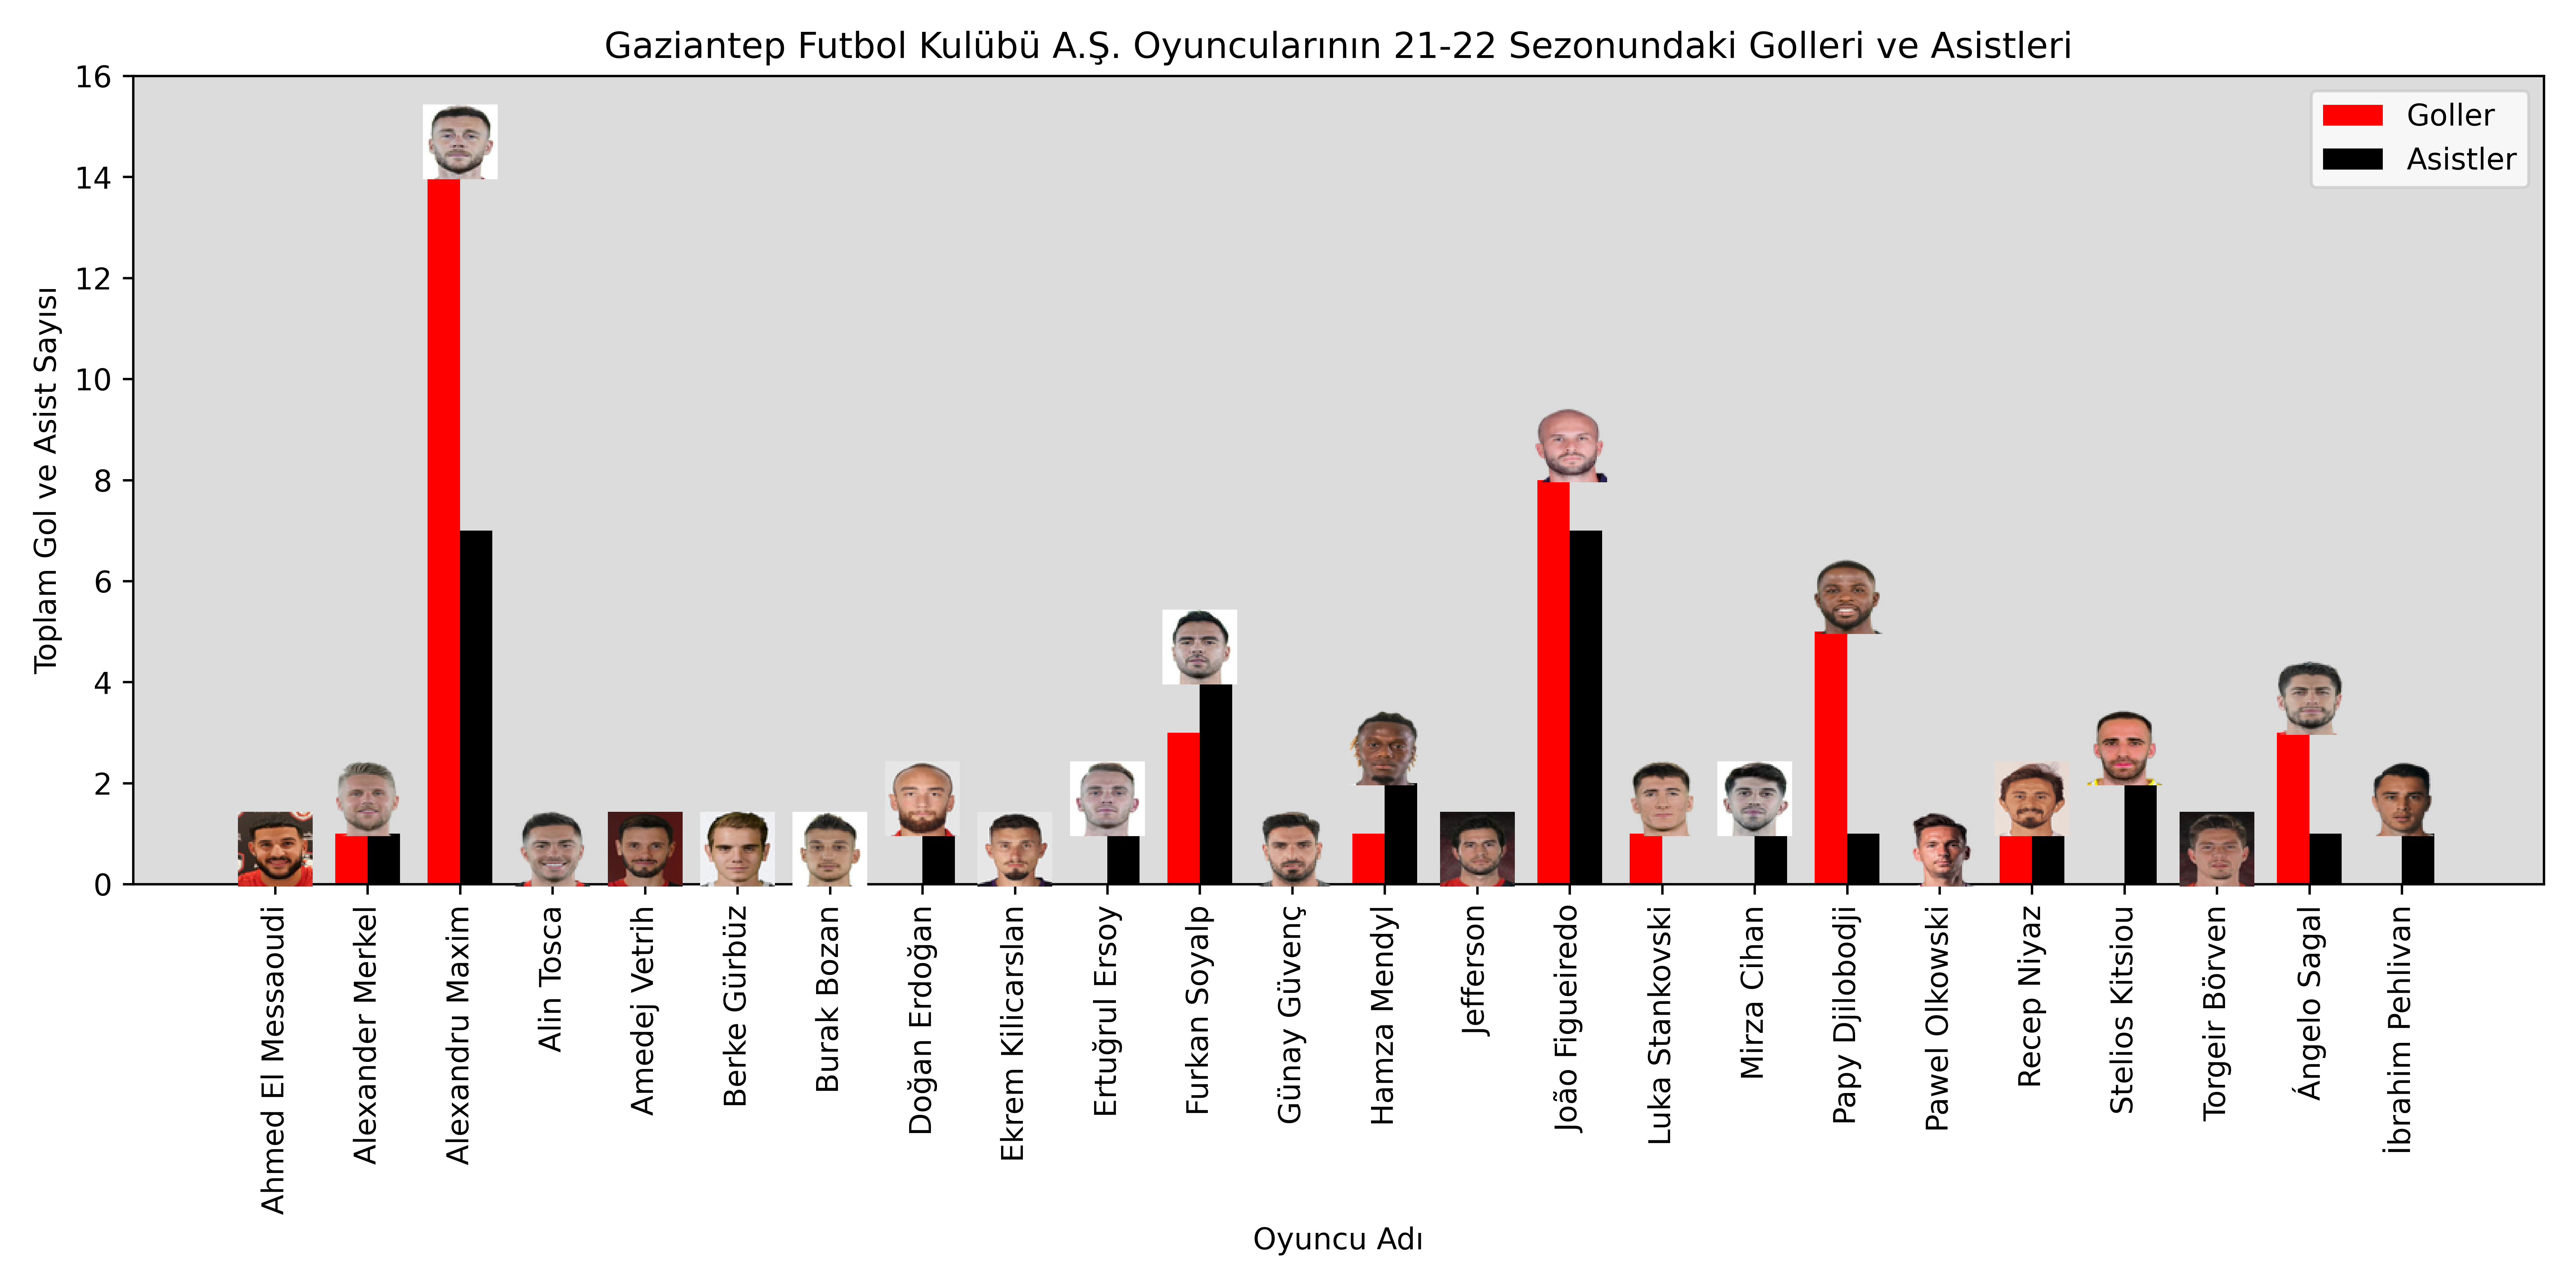 Gaziantep Futbol Kulübü A.Ş. Oyuncularının 21-22 Sezonundaki Golleri ve Asistleri
Toplam Gol ve Asist Sayısı
16
14
12
10
8
6
4
2
0
Goller
Asistler
Ahmed El Messaoudi
Alexander Merkel
Alexandru Maxim
Alin Tosca
Amedej Vetrih
Berke Gürbüz
Burak Bozan
Doğan Erdoğan
Ekrem Kilicarslan
Ertuğrul Ersoy
Furkan Soyalp
Günay Güvenç
Hamza Mendyl
Jefferson
João Figueiredo
Luka Stankovski
Mirza Cihan
Papy Djilobodji
Pawel Olkowski
Recep Niyaz
Stelios Kitsiou
Torgeir Börven
Ángelo Sagal
İbrahim Pehlivan
Oyuncu Adı